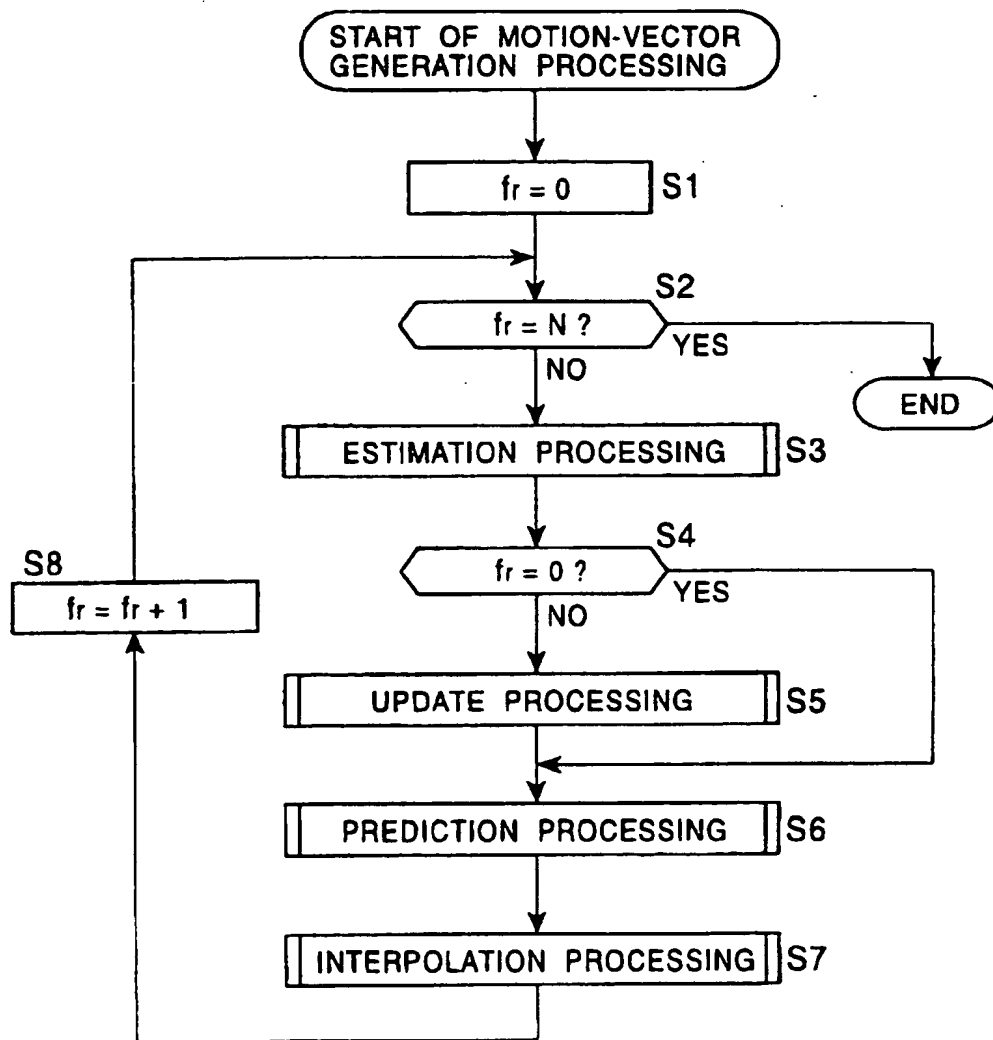 START OF MOTION-VECTOR
GENERATION PROCESSING
fr = 0
S1
S2
fr = N ?
YES
NO
END
ESTIMATION PROCESSING
S3
S4
fr = 0 ?
YES
NO
S8
fr = fr + 1
UPDATE PROCESSING
S5
PREDICTION PROCESSING
S6
INTERPOLATION PROCESSING
S7